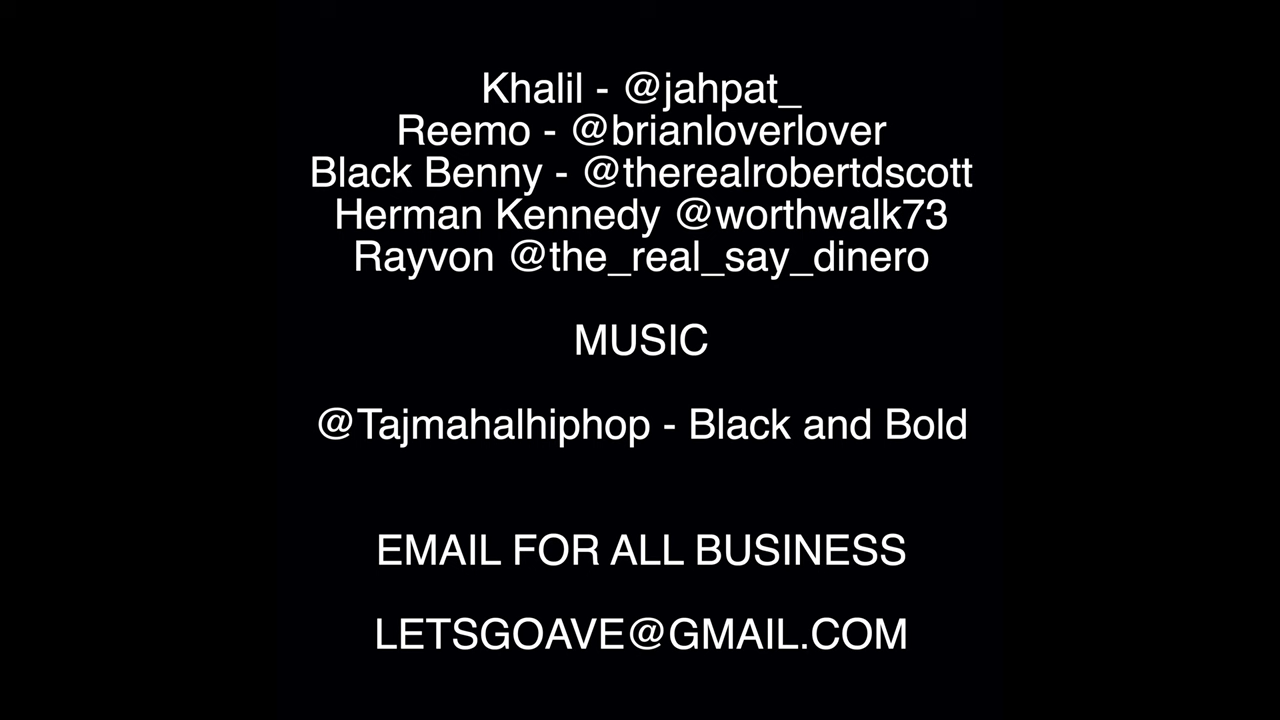 Khalil - @jahpat_
Reemo - @brianloverlover
Black Benny - @therealrobertdscott
Herman Kennedy @worthwalk73
Rayvon @the_real_say_dinero
MUSIC
@Tajmahalhiphop - Black and Bold
EMAIL FOR ALL BUSINESS
LETSGOAVE@GMAIL.COM